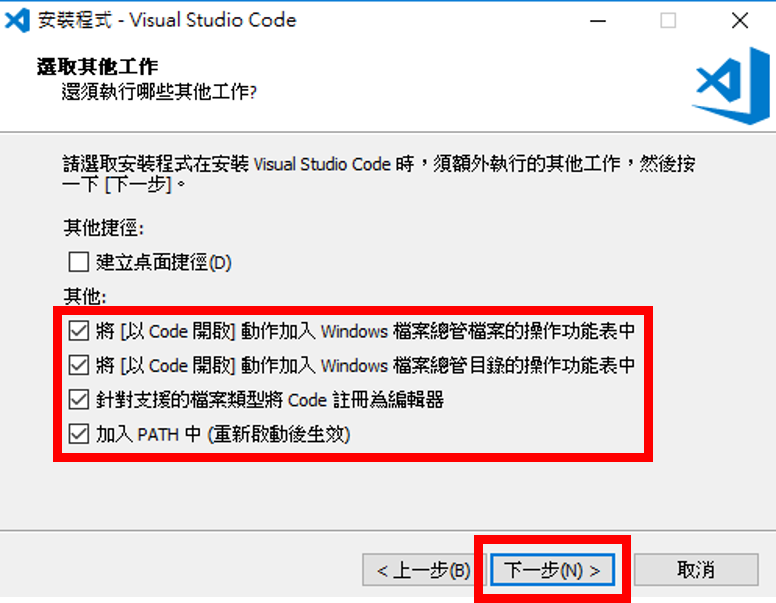 安裝程式 - Visual Studio Code
選取其他工作
還須執行哪些其他工作?
請選取安裝程式在安裝 Visual Studio Code 時，須額外執行的其他工作，然後按
一下 [下一步]。
其他捷徑:
建立桌面捷徑(D)
其他:
將 [以 Code 開啟] 動作加入 Windows 檔案總管檔案的操作功能表中
將 [以 Code 開啟] 動作加入 Windows 檔案總管目錄的操作功能表中
針對支援的檔案類型將 Code 註冊為編輯器
加入 PATH 中 (重新啟動後生效)
< 上一步(B) 下一步(N) > 取消